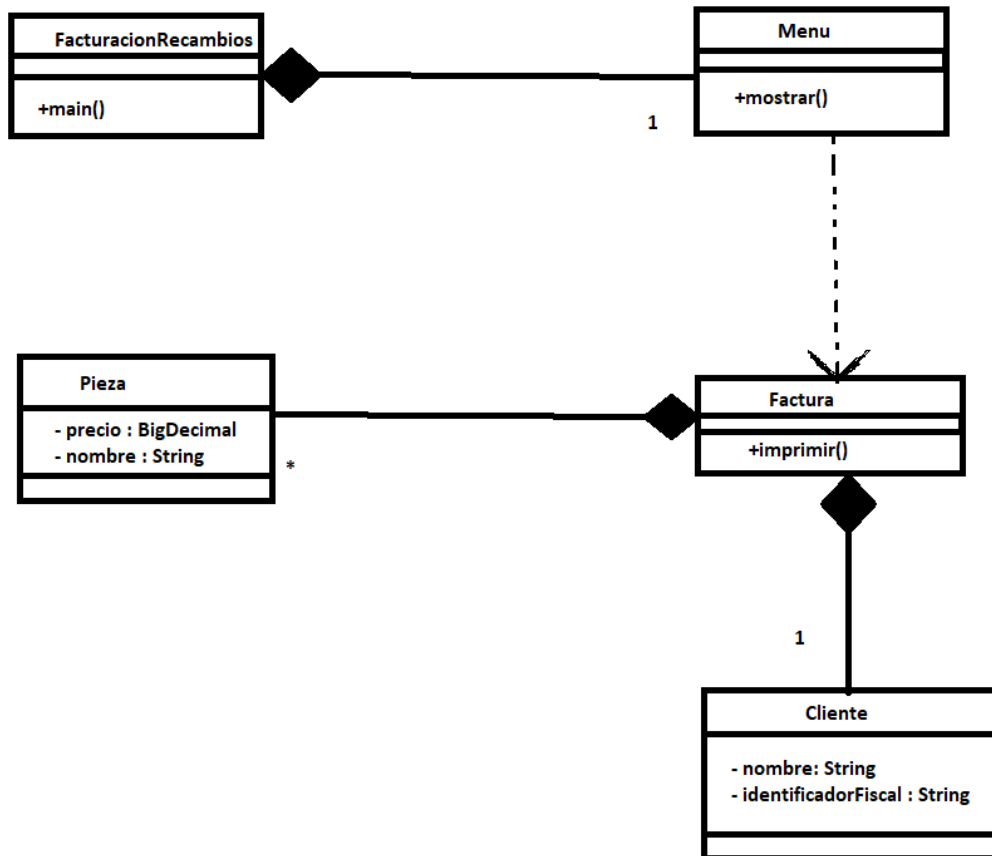 FacturacionRecambios
+main()
1
Menu
+mostrar()
Pieza
- precio : BigDecimal
- nombre : String
*
Factura
+imprimir()
1
Cliente
- nombre: String
- identificadorFiscal : String